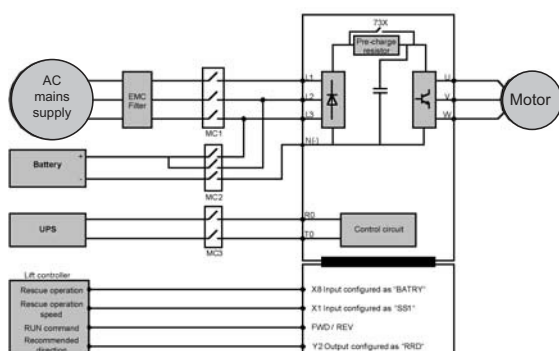 73X
Pre-charge
resistor
AC
mains
supply
EMC
Filter
L1
L2
L3
N(-)
U
V
W
Motor
MC1
Battery
+
-
MC2
UPS
MC3
R0
T0
Control circuit
Lift controller
Rescue operation
X8 Input configured as "BATRY"
Rescue operation
speed
X1 Input configured as "SS1"
RUN command
FWD / REV
Recommended
direction
Y2 Output configured as "RRD"